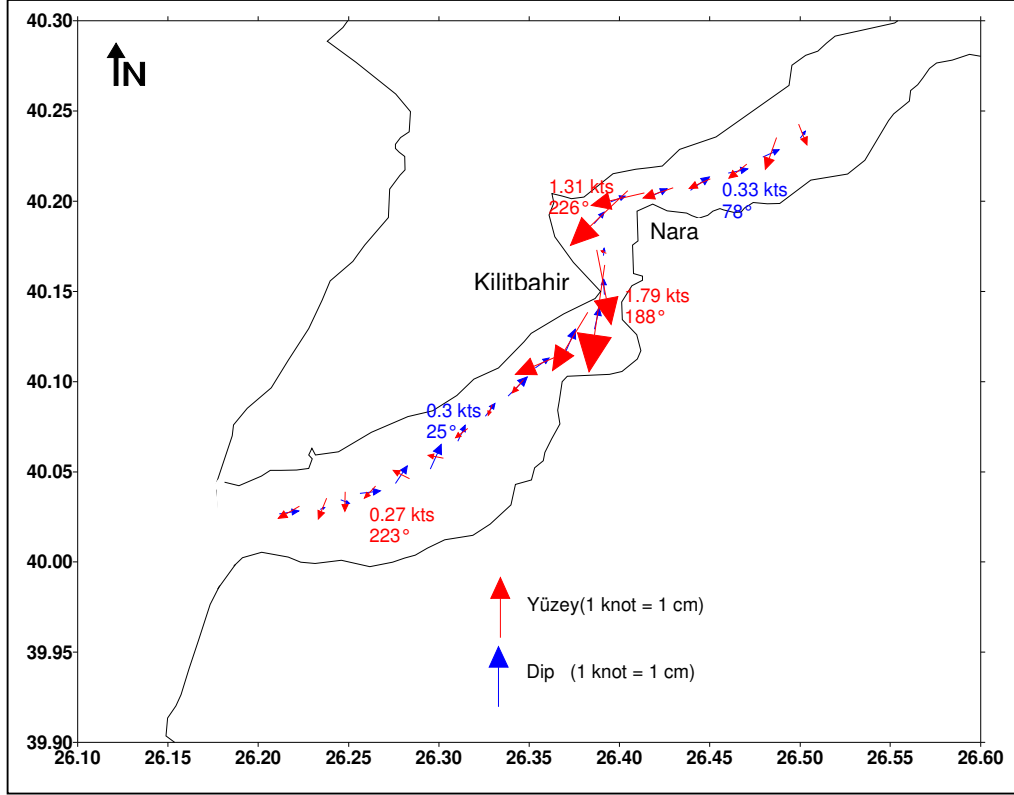 40.30
N
40.25
40.20
1.31 kts
226°
0.33 kts
78°
Nara
Kilitbahir
40.15
1.79 kts
188°
40.10
0.3 kts
25°
40.05
0.27 kts
223°
40.00
Yüzey(1 knot = 1 cm)
39.95
Dip (1 knot = 1 cm)
39.90
26.10 26.15 26.20 26.25 26.30 26.35 26.40 26.45 26.50 26.55 26.60